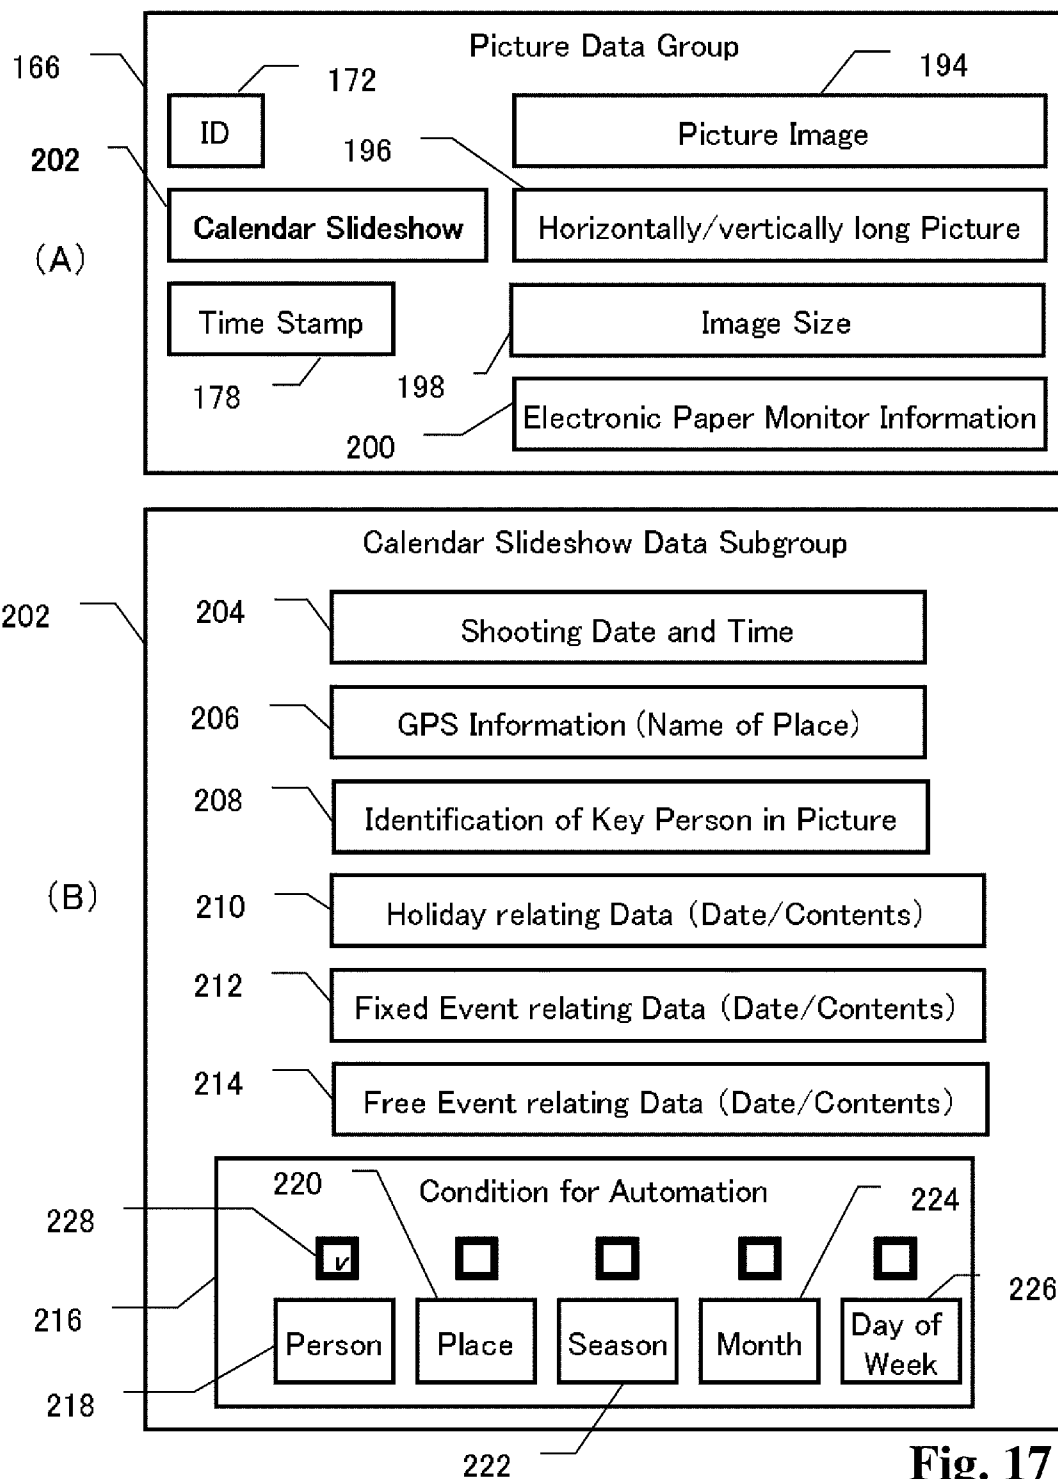 Picture Data Group
166
172
194
ID
Picture Image
202
196
Calendar Slideshow
Horizontally/vertically long Picture
(A)
Time Stamp
Image Size
178
198
Electronic Paper Monitor Information
200
Calendar Slideshow Data Subgroup
202
204
Shooting Date and Time
206
GPS Information (Name of Place)
208
Identification of Key Person in Picture
(B)
210
Holiday relating Data (Date/Contents)
212
Fixed Event relating Data (Date/Contents)
214
Free Event relating Data (Date/Contents)
220
Condition for Automation
224
228
v
216
226
Person
Place
Season
Month
Day of
Week
218
222
Fig. 17